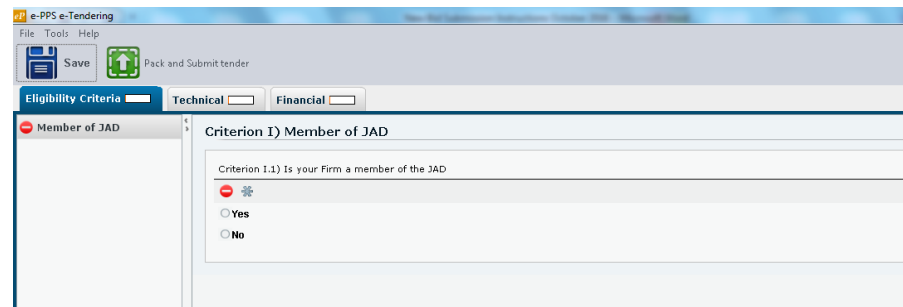 eP e-PPS e-Tendering
File Tools Help
Save Pack and Submit tender
Eligibility Criteria Technical Financial
Member of JAD
Criterion I) Member of JAD
Criterion I.1) Is your Firm a member of the JAD
Yes
No